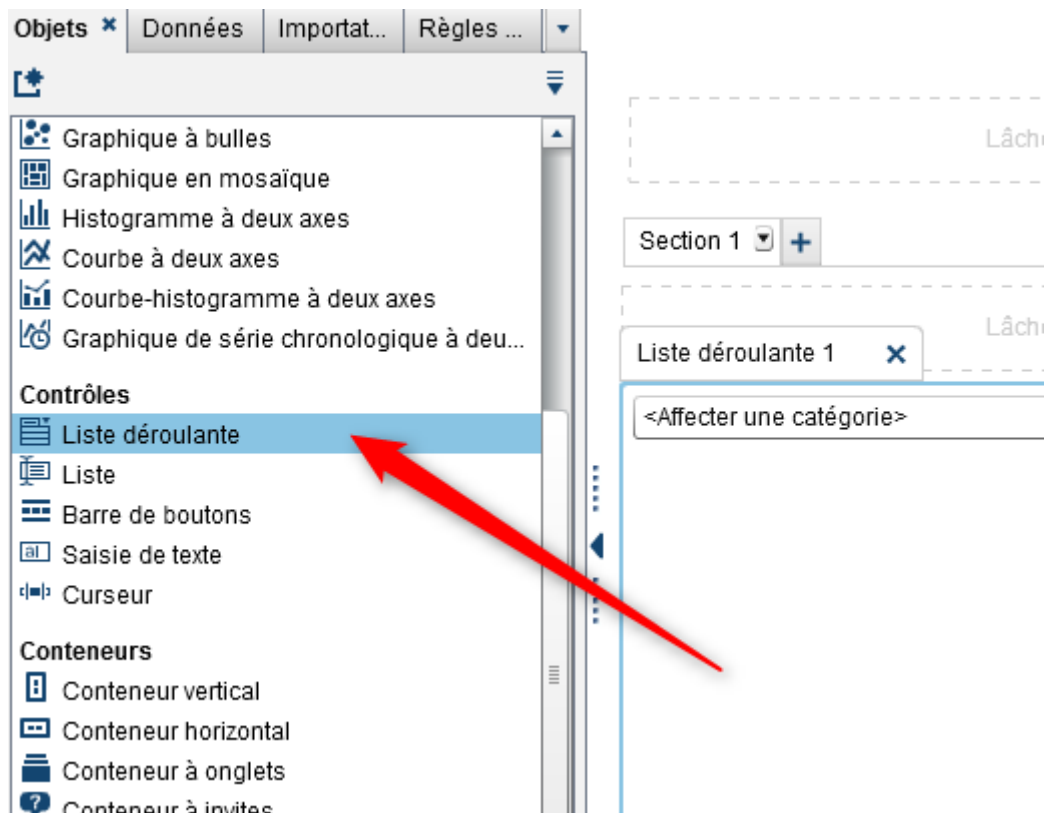 Objets
Données
Importat...
Règles ...
Graphique à bulles
Graphique en mosaïque
Histogramme à deux axes
Courbe à deux axes
Courbe-histogramme à deux axes
Graphique de série chronologique à deu...
Contrôles
Liste déroulante
Liste
Barre de boutons
Saisie de texte
Curseur
Conteneurs
Conteneur vertical
Conteneur horizontal
Conteneur à onglets
Conteneur à invites
Lâch
Section 1
Lâch
Liste déroulante 1
<Affecter une catégorie>